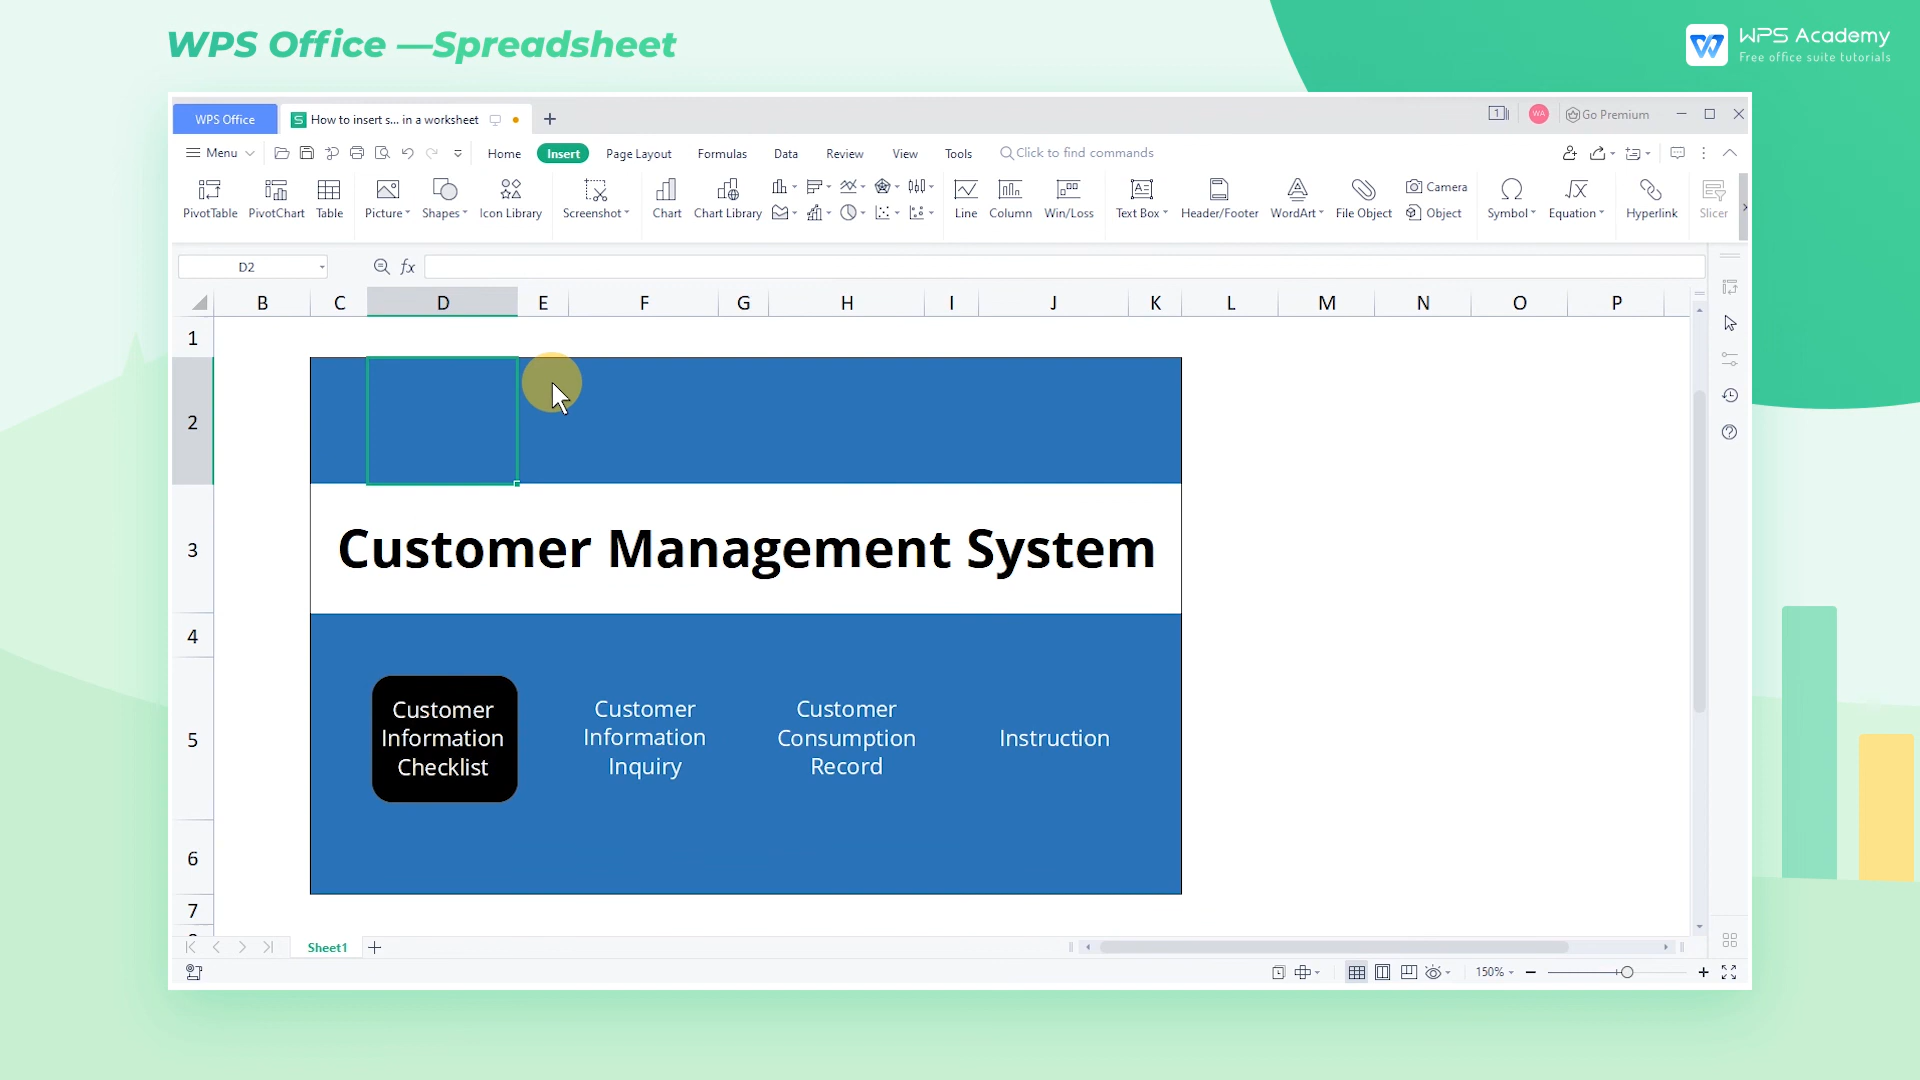 WPS Office —Spreadsheet
WPS Academy
Free office suite tutorials
WPS Office
How to insert s... in a worksheet
1
WA
Go Premium
Menu
Home
Insert
Page Layout
Formulas
Data
Review
View
Tools
Click to find commands
PivotTable
PivotChart
Table
Picture
Shapes
Icon Library
Screenshot
Chart
Chart Library
Line
Column
Win/Loss
Text Box
Header/Footer
WordArt
File Object
Camera
Object
Symbol
Equation
Hyperlink
Slicer
D2
fx
B C D E F G H I J K L M N O P
1
2
3
Customer Management System
4
5
Customer
Information
Checklist
Customer
Information
Inquiry
Customer
Consumption
Record
Instruction
6
7
Sheet1
150%